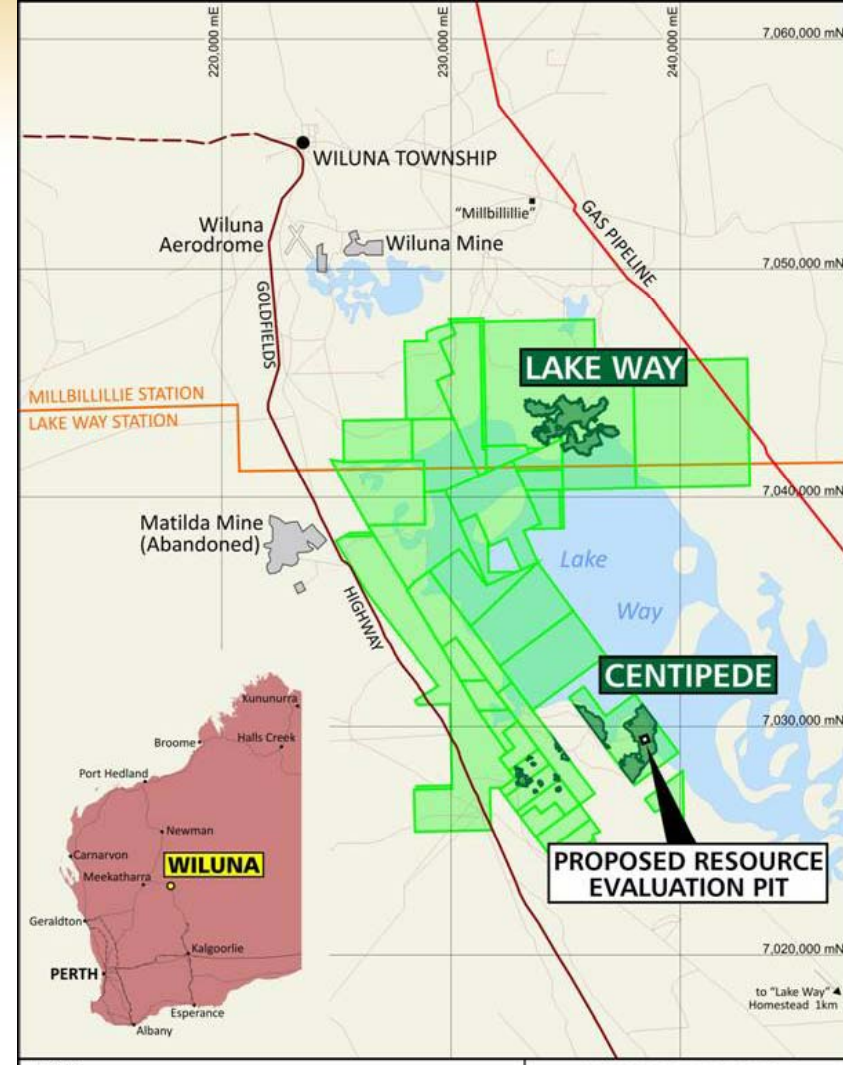 220,000 mE
230,000 mE
240,000 mE
7,060,000 mN
WILUNA TOWNSHIP
"Millbillillie"
GAS PIPELINE
Wiluna
Aerodrome
Wiluna Mine
7,050,000 mN
GOLDFIELDS
LAKE WAY
MILLBILLILLIE STATION
LAKE WAY STATION
7,040,000 mN
Matilda Mine
(Abandoned)
Lake
Way
HIGHWAY
CENTIPEDE
7,030,000 mN
PROPOSED RESOURCE
EVALUATION PIT
7,020,000 mN
to "Lake Way"
Homestead 1km
Kununurra
Broome
Halls Creek
Port Hedland
Newman
Carnarvon
WILUNA
Meekatharra
Geraldton
Kalgoorlie
PERTH
Esperance
Albany